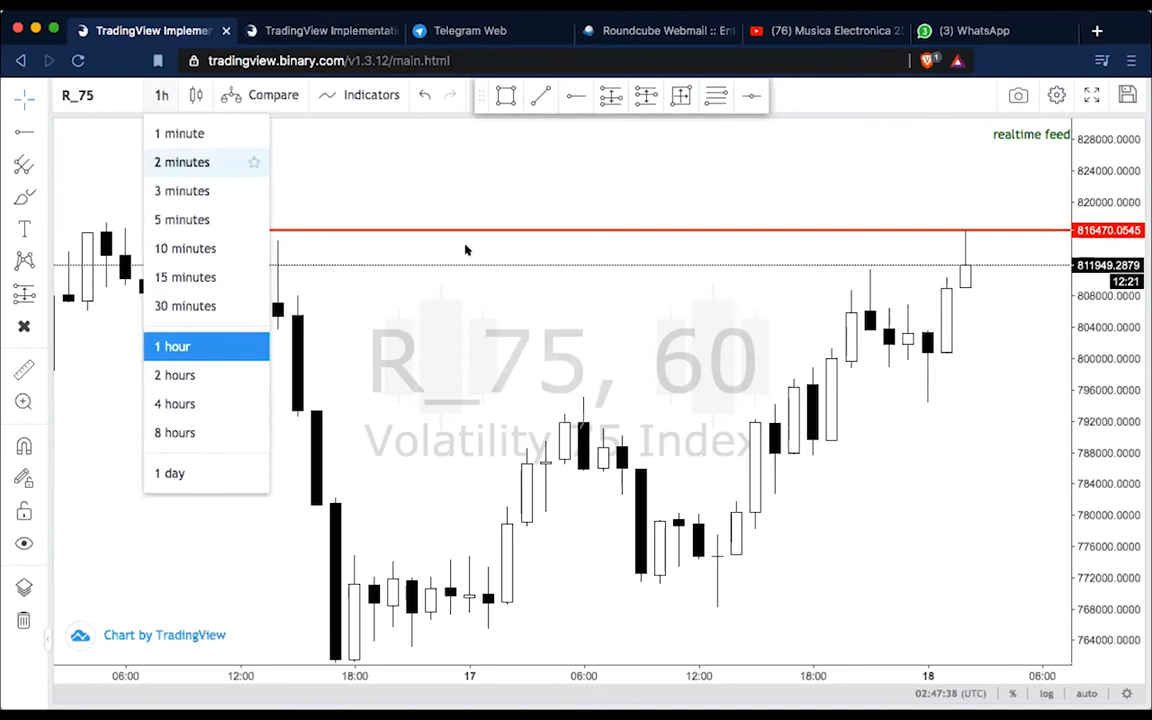 TradingView Impleme
TradingView Implementati
Telegram Web
Roundcube Webmail :: En
(76) Musica Electronica 2
(3) WhatsApp
tradingview.binary.com/v1.3.12/main.html
1
R_75
1h
Compare
Indicators
1 minute
2 minutes
3 minutes
5 minutes
10 minutes
15 minutes
30 minutes
1 hour
2 hours
4 hours
8 hours
1 day
realtime feed
R_75, 60
Volatility 75 Index
828000.0000
824000.0000
820000.0000
816470.0545
811949.2879
12:21
808000.0000
804000.0000
800000.0000
796000.0000
792000.0000
788000.0000
784000.0000
780000.0000
776000.0000
772000.0000
768000.0000
764000.0000
Chart by TradingView
06:00
12:00
18:00
17
06:00
12:00
18:00
18
06:00
02:47:38 (UTC)
%
log
auto